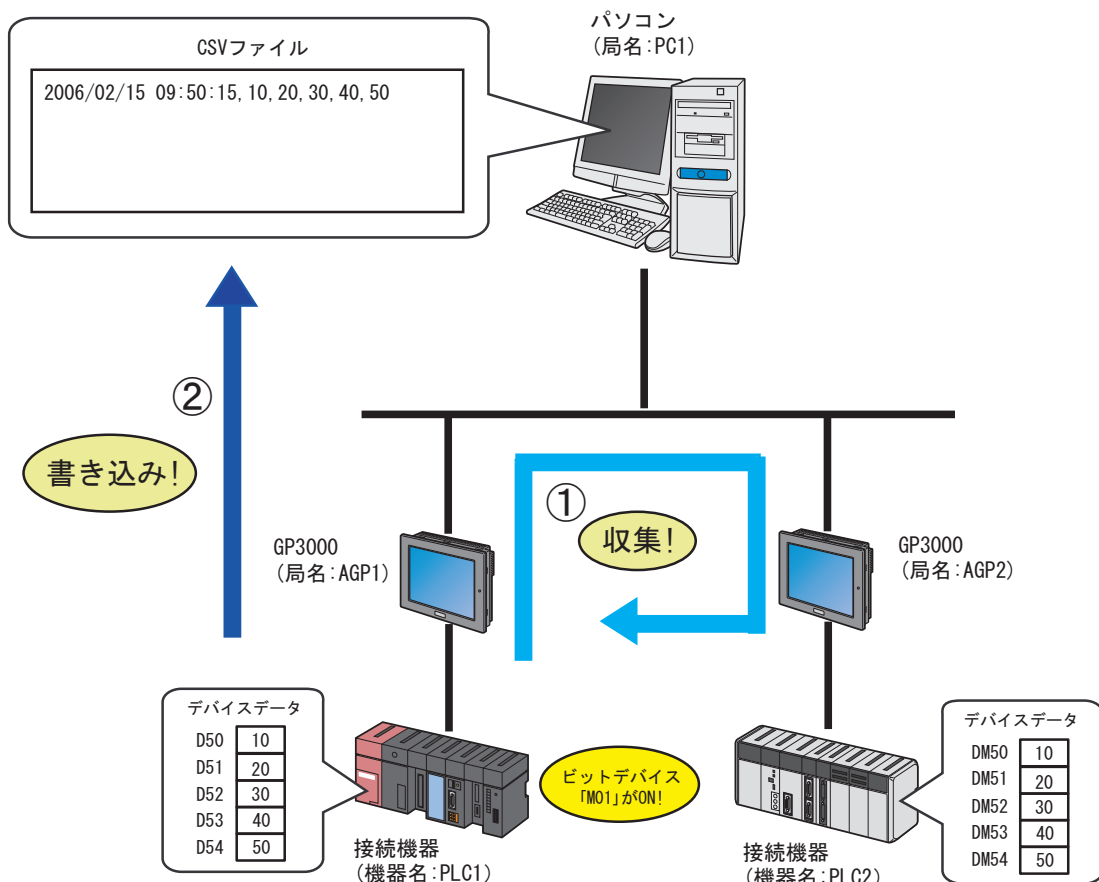 パソコン
(局名:PC1)
CSVファイル
2006/02/15 09:50:15,10,20,30,40,50
②
書き込み!
①
収集!
GP3000
(局名:AGP1)
GP3000
(局名:AGP2)
デバイスデータ
D50 10
D51 20
D52 30
D53 40
D54 50
ビットデバイス
「M01」がON!
デバイスデータ
DM50 10
DM51 20
DM52 30
DM53 40
DM54 50
接続機器
(機器名:PLC1)
接続機器
(機器名:PLC2)